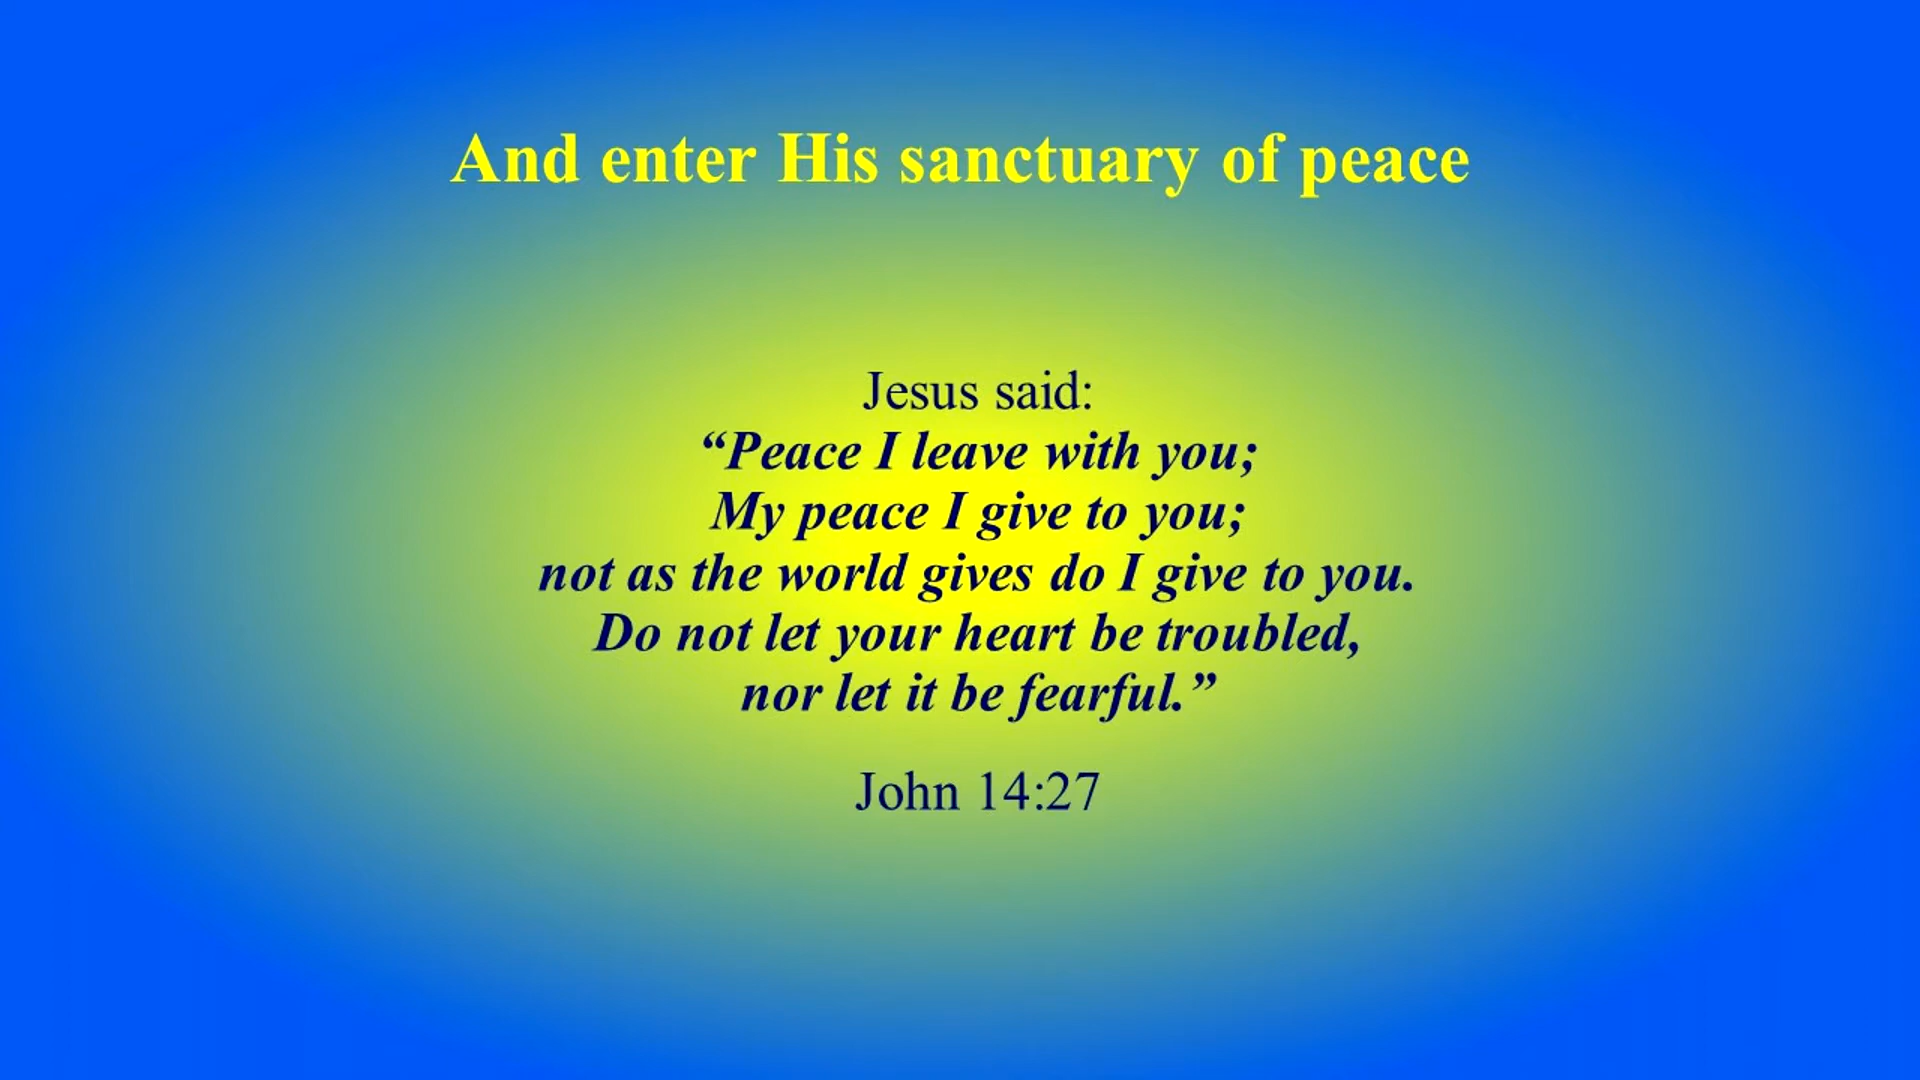 And enter His sanctuary of peace
Jesus said:
“Peace I leave with you;
My peace I give to you;
not as the world gives do I give to you.
Do not let your heart be troubled,
nor let it be fearful.”
John 14:27